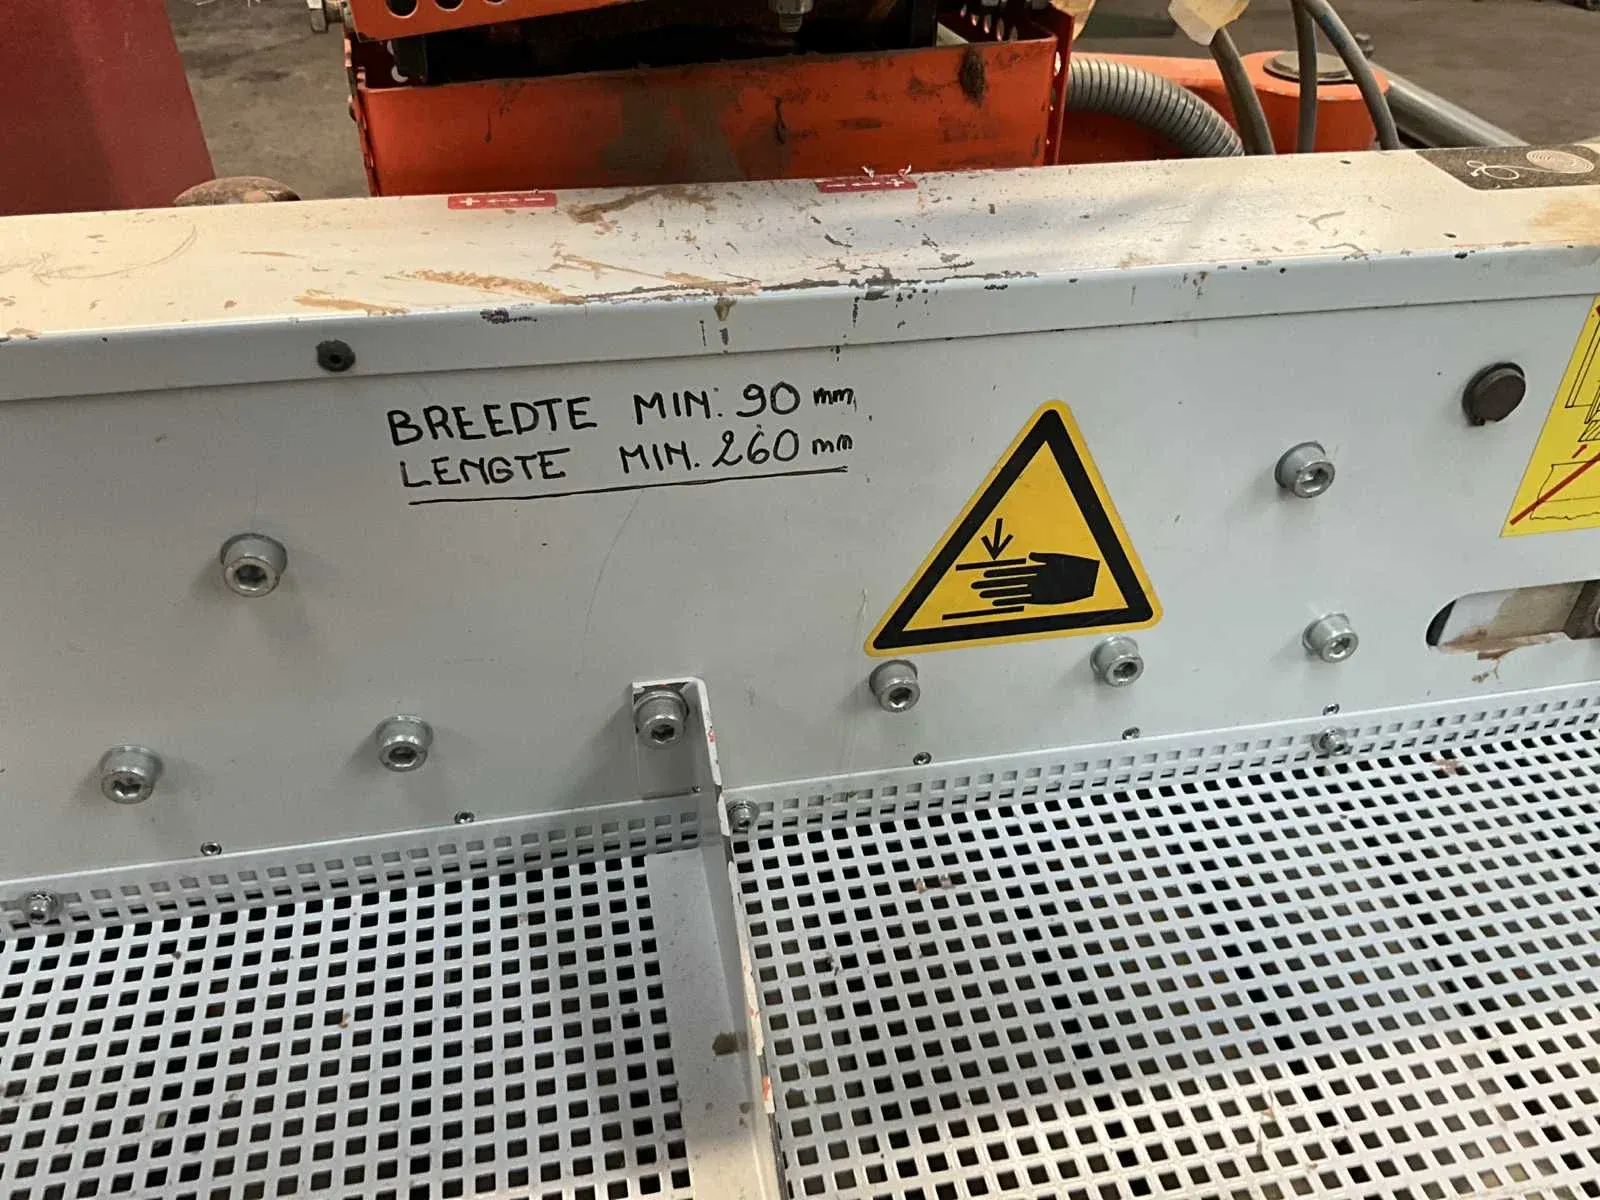 BREEDTE MIN. 90 mm
LENGTE MIN. 260 mm